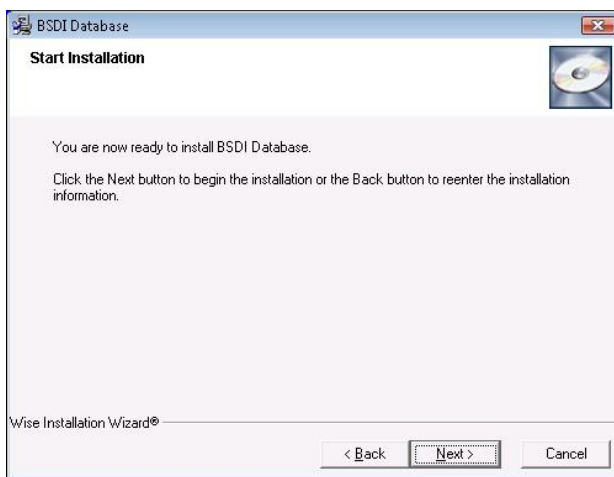 BSDI Database
Start Installation
You are now ready to install BSDI Database.
Click the Next button to begin the installation or the Back button to reenter the installation
information.
Wise Installation Wizard®
< Back
Next >
Cancel